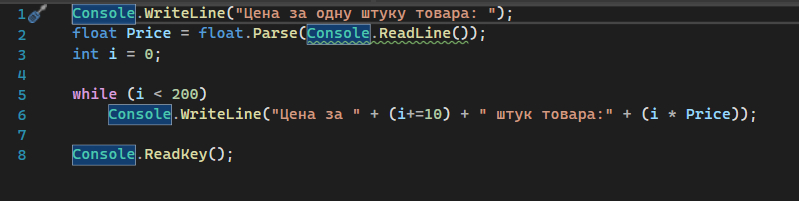 1 Console.WriteLine("Цена за одну штуку товара: ");
2 float Price = float.Parse(Console.ReadLine());
3 int i = 0;
4
5 while (i < 200)
6 Console.WriteLine("Цена за " + (i+=10) + " штук товара:" + (i * Price));
7
8 Console.ReadKey();